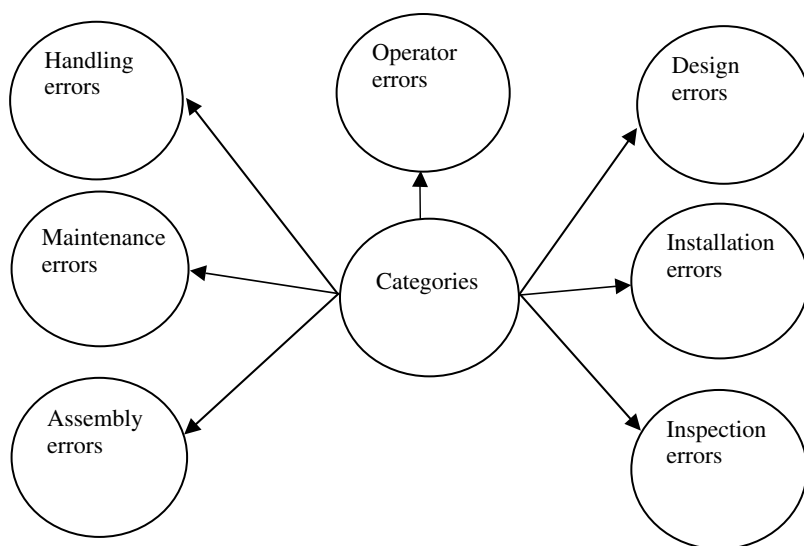 Handling
errors
Operator
errors
Design
errors
Maintenance
errors
Categories
Installation
errors
Assembly
errors
Inspection
errors